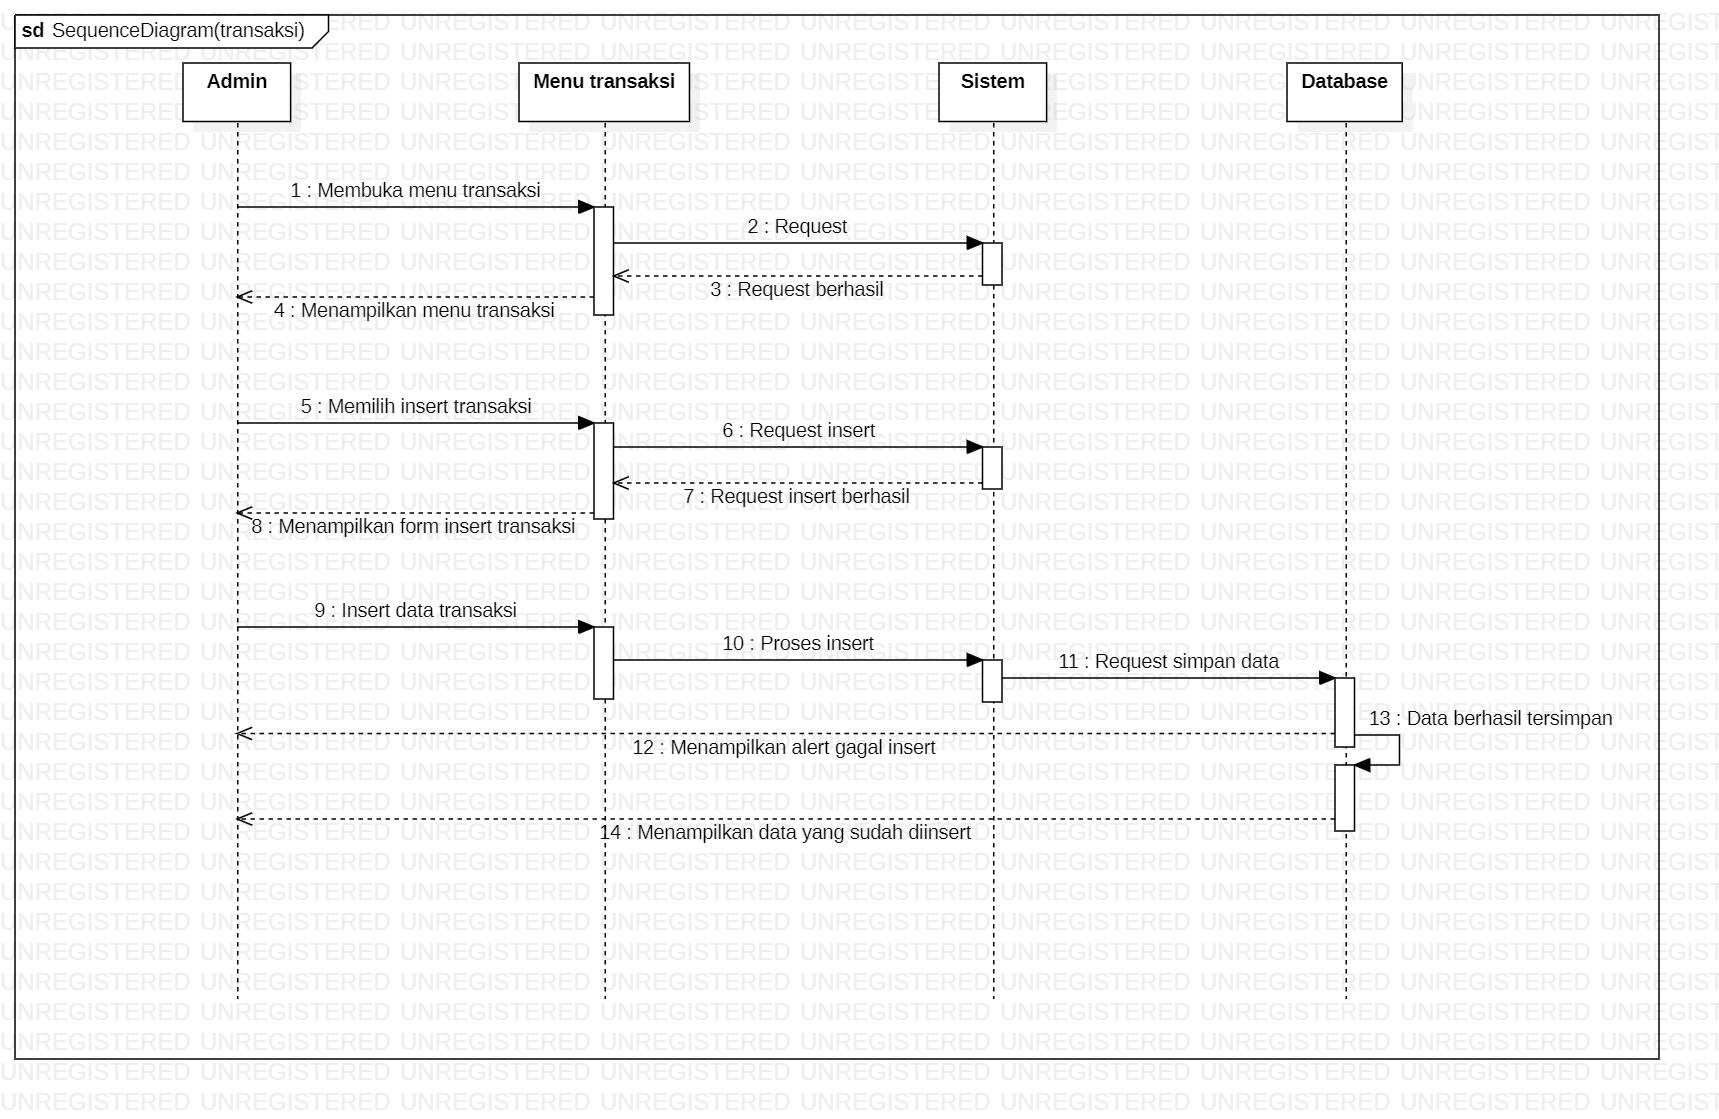 sd SequenceDiagram(transaksi)
Admin
Menu transaksi
Sistem
Database
1 : Membuka menu transaksi
2 : Request
3 : Request berhasil
4 : Menampilkan menu transaksi
5 : Memilih insert transaksi
6 : Request insert
7 : Request insert berhasil
8 : Menampilkan form insert transaksi
9 : Insert data transaksi
10 : Proses insert
11 : Request simpan data
13 : Data berhasil tersimpan
12 : Menampilkan alert gagal insert
14 : Menampilkan data yang sudah diinsert
UNREGISTERED